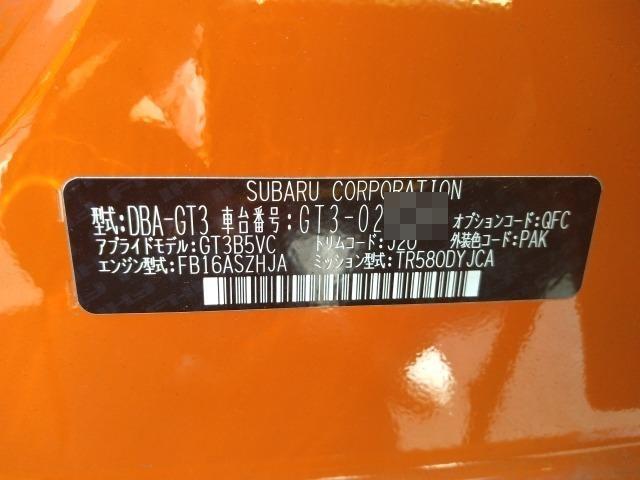 SUBARU CORPORATION
型式:DBA-GT3 車台番号:GT3-02 オプションコード:QFC
アプライドモデル:GT3B5VC トリムコード:J20 外装色コード:PAK
エンジン型式:FB16ASZHJA ミッション型式:TR580DYJCA